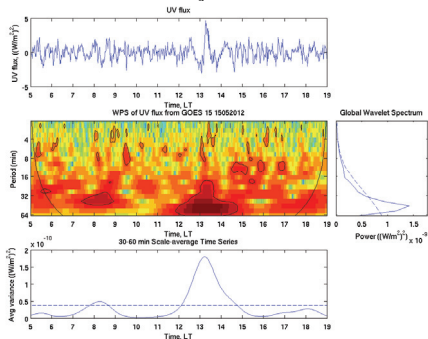 UV flux
UV flux, ((W/m²)²)
5
0
-5
5 6 7 8 9 10 11 12 13 14 15 16 17 18 19
Time, LT
WPS of UV flux from GOES 15 15052012
Period (min)
4
8
16
32
64
5 6 7 8 9 10 11 12 13 14 15 16 17 18 19
Time, LT
Global Wavelet Spectrum
0 0.5 1 1.5
Power ((W/m²)²)
x 10⁻⁹
30-60 min Scale-average Time Series
x 10⁻¹⁰
Avg variance ((W/m²)²)
2
1.5
1
0.5
0
5 6 7 8 9 10 11 12 13 14 15 16 17 18 19
Time, LT